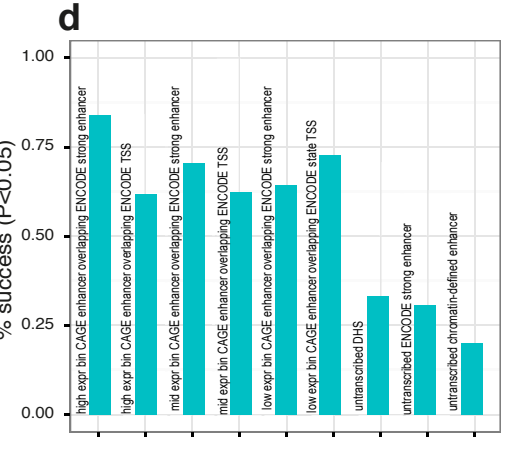 d
% success (P<0.05)
1.00
0.75
0.50
0.25
0.00
high expr bin CAGE enhancer overlapping ENCODE strong enhancer
high expr bin CAGE enhancer overlapping ENCODE TSS
mid expr bin CAGE enhancer overlapping ENCODE strong enhancer
mid expr bin CAGE enhancer overlapping ENCODE TSS
low expr bin CAGE enhancer overlapping ENCODE strong enhancer
low expr bin CAGE enhancer overlapping ENCODE state TSS
untranscribed DHS
untranscribed ENCODE strong enhancer
untranscribed chromatin-defined enhancer